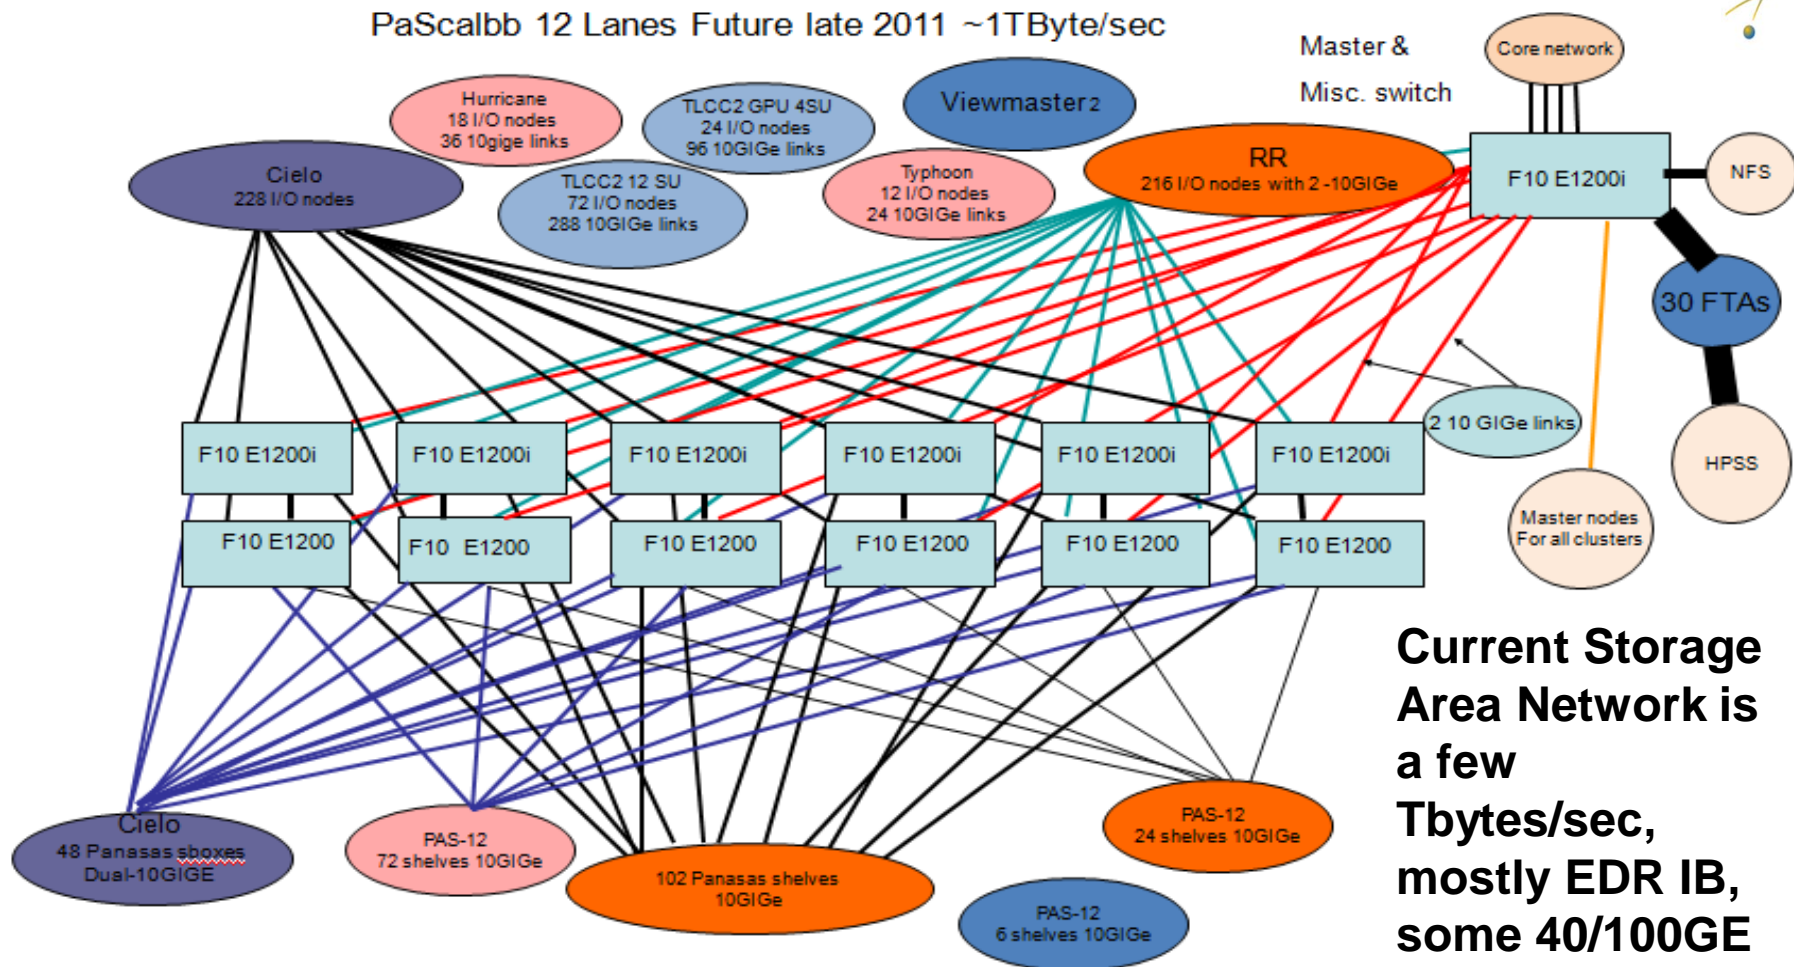 PaScalbb 12 Lanes Future late 2011 ~1TByte/sec
Master &
Misc. switch
Core network
Hurricane
18 I/O nodes
36 10gige links
TLCC2 GPU 4SU
24 I/O nodes
96 10GIGe links
Viewmaster 2
Cielo
228 I/O nodes
TLCC2 12 SU
72 I/O nodes
288 10GIGe links
Typhoon
12 I/O nodes
24 10GIGe links
RR
216 I/O nodes with 2 -10GIGe
F10 E1200i
NFS
30 FTAs
2 10 GIGe links
HPSS
Master nodes
For all clusters
F10 E1200i
F10 E1200i
F10 E1200i
F10 E1200i
F10 E1200i
F10 E1200i
F10 E1200
F10 E1200
F10 E1200
F10 E1200
F10 E1200
F10 E1200
Cielo
48 Panasas sboxes
Dual-10GIGE
PAS-12
72 shelves 10GIGe
102 Panasas shelves
10GIGe
PAS-12
24 shelves 10GIGe
PAS-12
6 shelves 10GIGe
Current Storage
Area Network is
a few
Tbytes/sec,
mostly EDR IB,
some 40/100GE